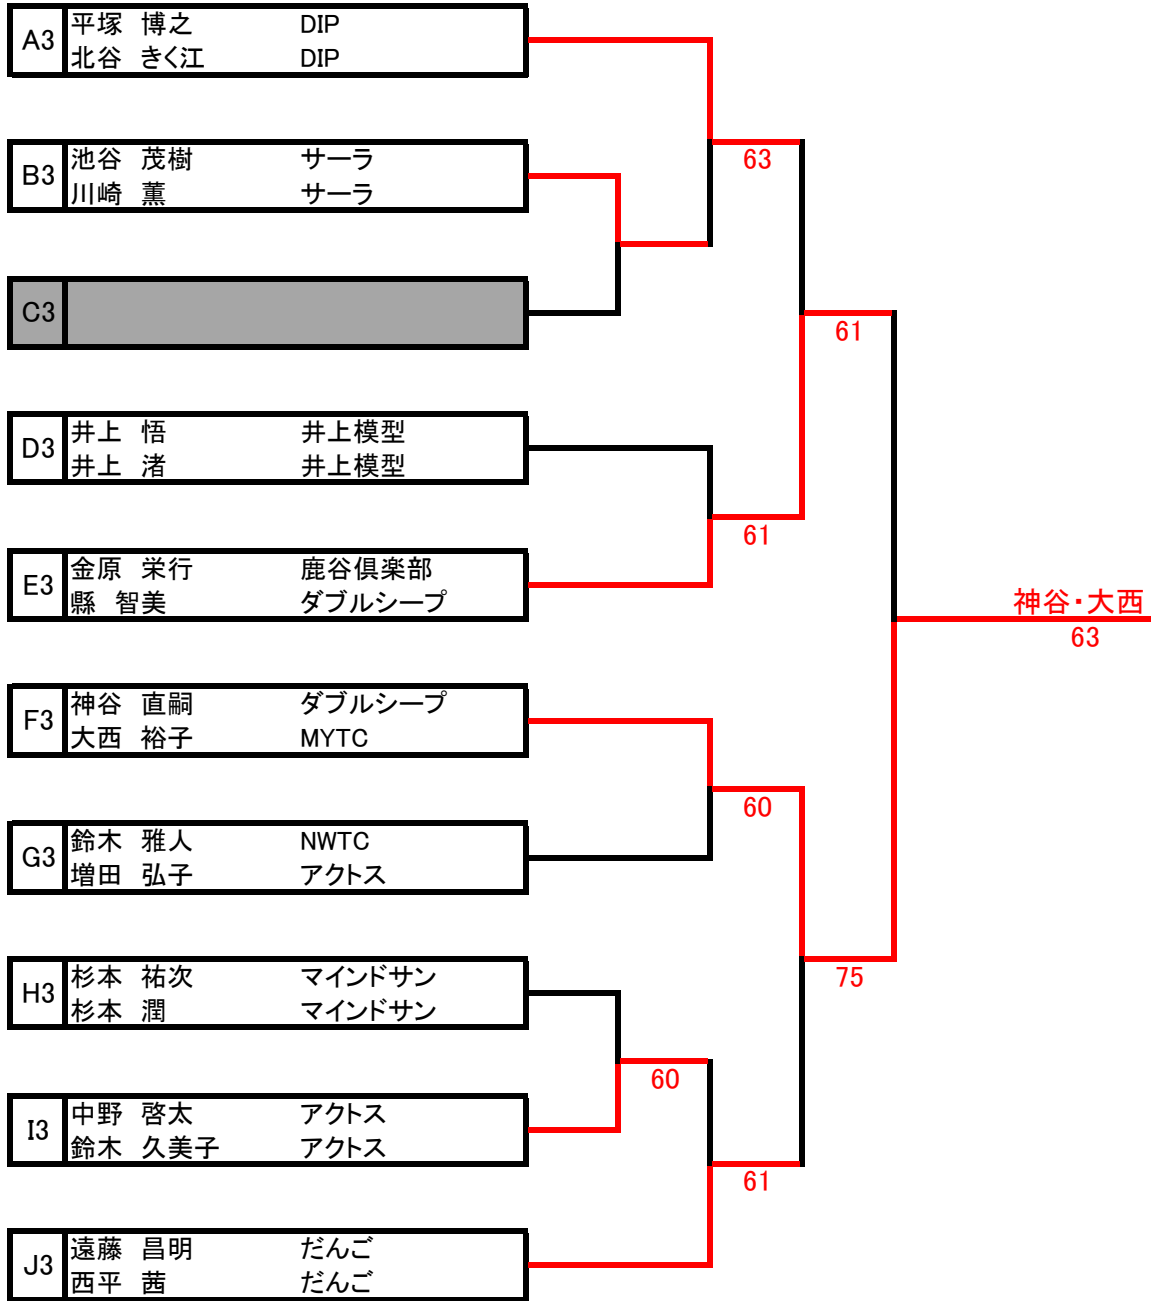 A3 平塚 博之 DIP
北谷 きく江 DIP
63
B3 池谷 茂樹 サーラ
川崎 薫 サーラ
C3
61
D3 井上 悟 井上模型
井上 渚 井上模型
61
E3 金原 栄行 鹿谷倶楽部
縣 智美 ダブルシープ
神谷・大西
63
F3 神谷 直嗣 ダブルシープ
大西 裕子 MYTC
60
G3 鈴木 雅人 NWTC
増田 弘子 アクトス
75
H3 杉本 祐次 マインドサン
杉本 潤 マインドサン
60
I3 中野 啓太 アクトス
鈴木 久美子 アクトス
61
J3 遠藤 昌明 だんご
西平 茜 だんご